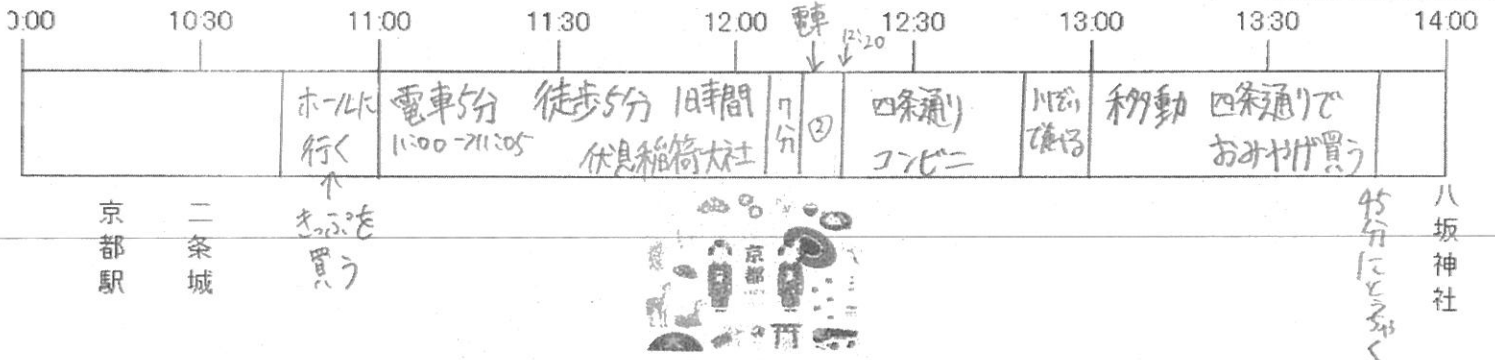 0:00 10:30 11:00 11:30 12:00 12:30 13:00 13:30 14:00
電車
12:20
ホールに
行く
電車5分 徒歩5分 1時間
11:00→11:05 伏見稲荷大社
7分
②
四条通り
コンビニ
川ぞい
で食べる
移動 四条通りで
おみやげ買う
京都駅
二条城
きっぷを
買う
京都
45分にとうちゃく
八坂神社